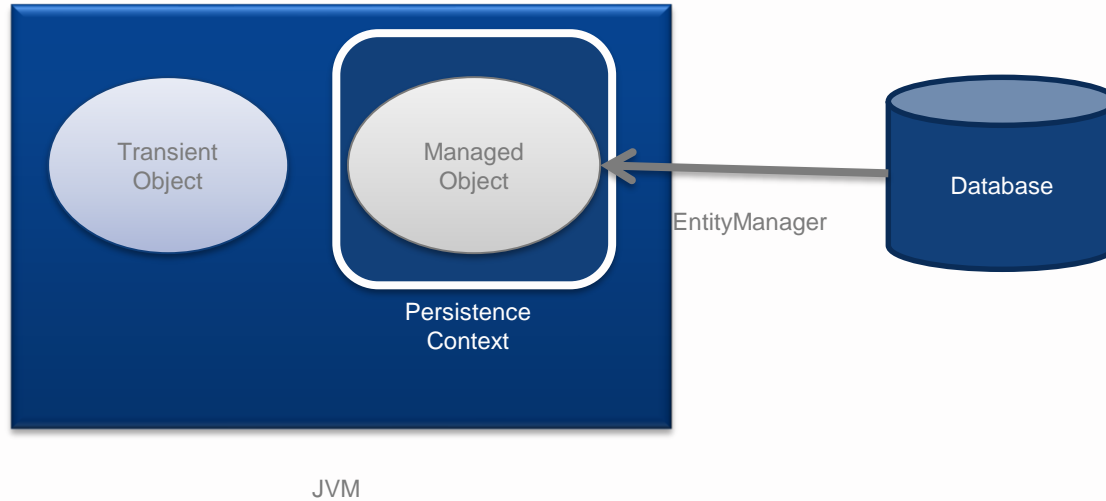 Transient
Object
Managed
Object
Database
EntityManager
Persistence
Context
JVM